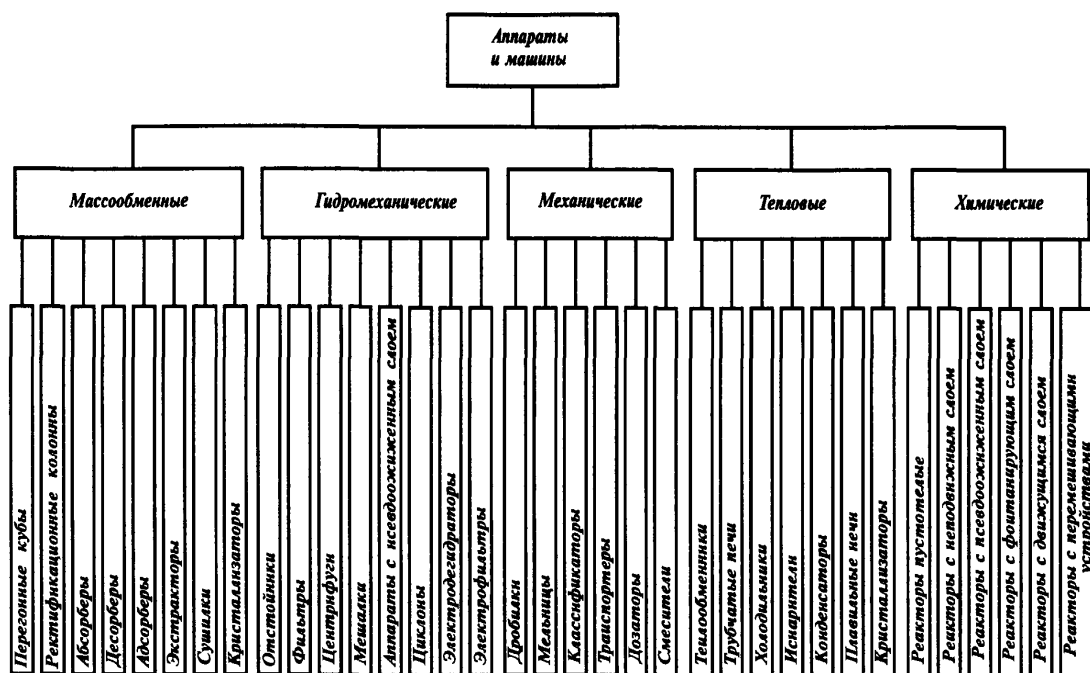 Аппараты
и машины
Массообменные
Гидромеханические
Механические
Тепловые
Химические
Перегонные кубы
Ректификационные колонны
Абсорберы
Десорберы
Адсорберы
Экстракторы
Сушилки
Кристаллизаторы
Отстойники
Фильтры
Центрифуги
Мешалки
Аппараты с псевдоожиженным слоем
Циклоны
Электродегидраторы
Электрофильтры
Дробилки
Мельницы
Классификаторы
Транспортеры
Дозаторы
Смесители
Теплообменники
Трубчатые печи
Холодильники
Испарители
Конденсаторы
Плавильные печи
Кристаллизаторы
Реакторы пустотелые
Реакторы с неподвижным слоем
Реакторы с псевдоожиженным слоем
Реакторы с фонтанирующим слоем
Реакторы с движущимся слоем
Реакторы с перемешивающими
устройствами